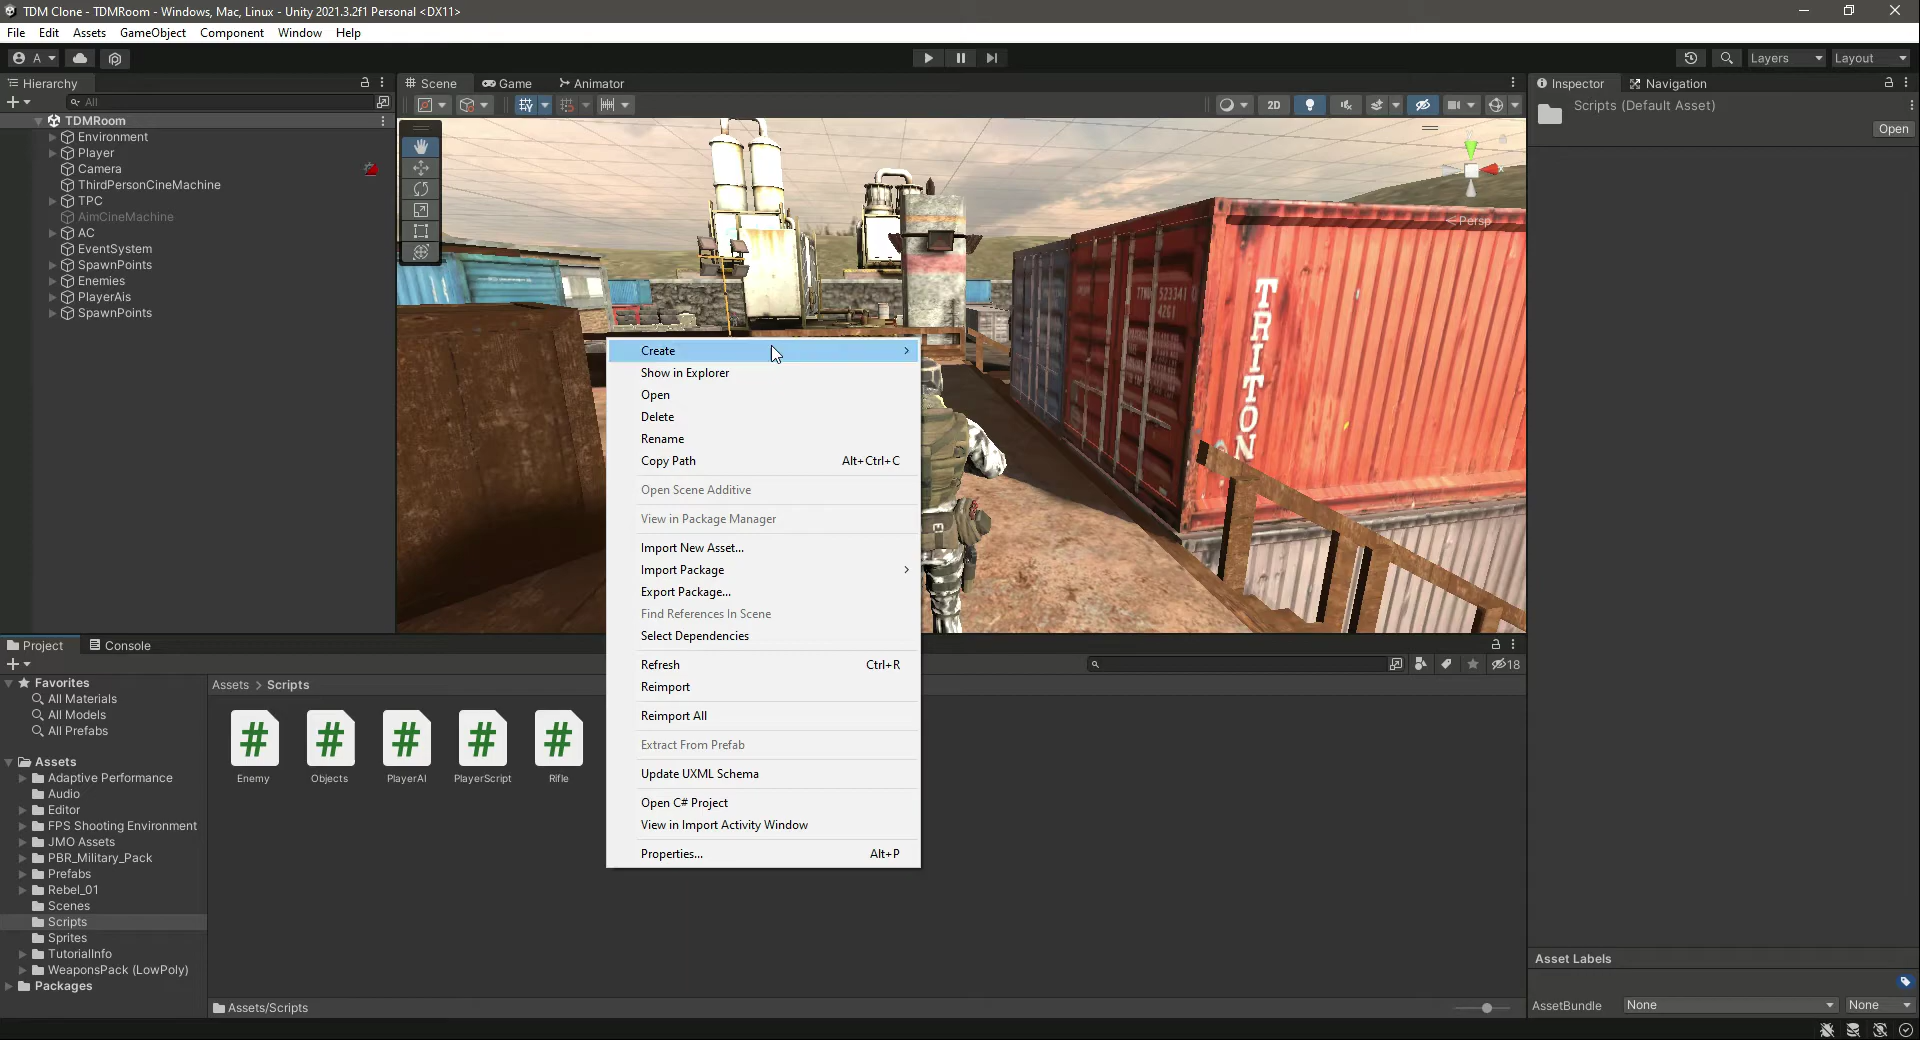 TDM Clone - TDMRoom - Windows, Mac, Linux - Unity 2021.3.2f1 Personal <DX11>
File Edit Assets GameObject Component Window Help
A
Layers
Layout
Hierarchy
All
TDMRoom
Environment
Player
Camera
ThirdPersonCineMachine
TPC
AimCineMachine
AC
EventSystem
SpawnPoints
Enemies
PlayerAis
SpawnPoints
Scene
Game
Animator
2D
Persp
TRITON
Create
Show in Explorer
Open
Delete
Rename
Copy Path Alt+Ctrl+C
Open Scene Additive
View in Package Manager
Import New Asset...
Import Package
Export Package...
Find References In Scene
Select Dependencies
Refresh Ctrl+R
Reimport
Reimport All
Extract From Prefab
Update UXML Schema
Open C# Project
View in Import Activity Window
Properties... Alt+P
Inspector
Navigation
Scripts (Default Asset)
Open
Project
Console
18
Favorites
All Materials
All Models
All Prefabs
Assets
Adaptive Performance
Audio
Editor
FPS Shooting Environment
JMO Assets
PBR_Military_Pack
Prefabs
Rebel_01
Scenes
Scripts
Sprites
TutorialInfo
WeaponsPack (LowPoly)
Packages
Assets > Scripts
Enemy
Objects
PlayerAI
PlayerScript
Rifle
Assets/Scripts
Asset Labels
AssetBundle None None